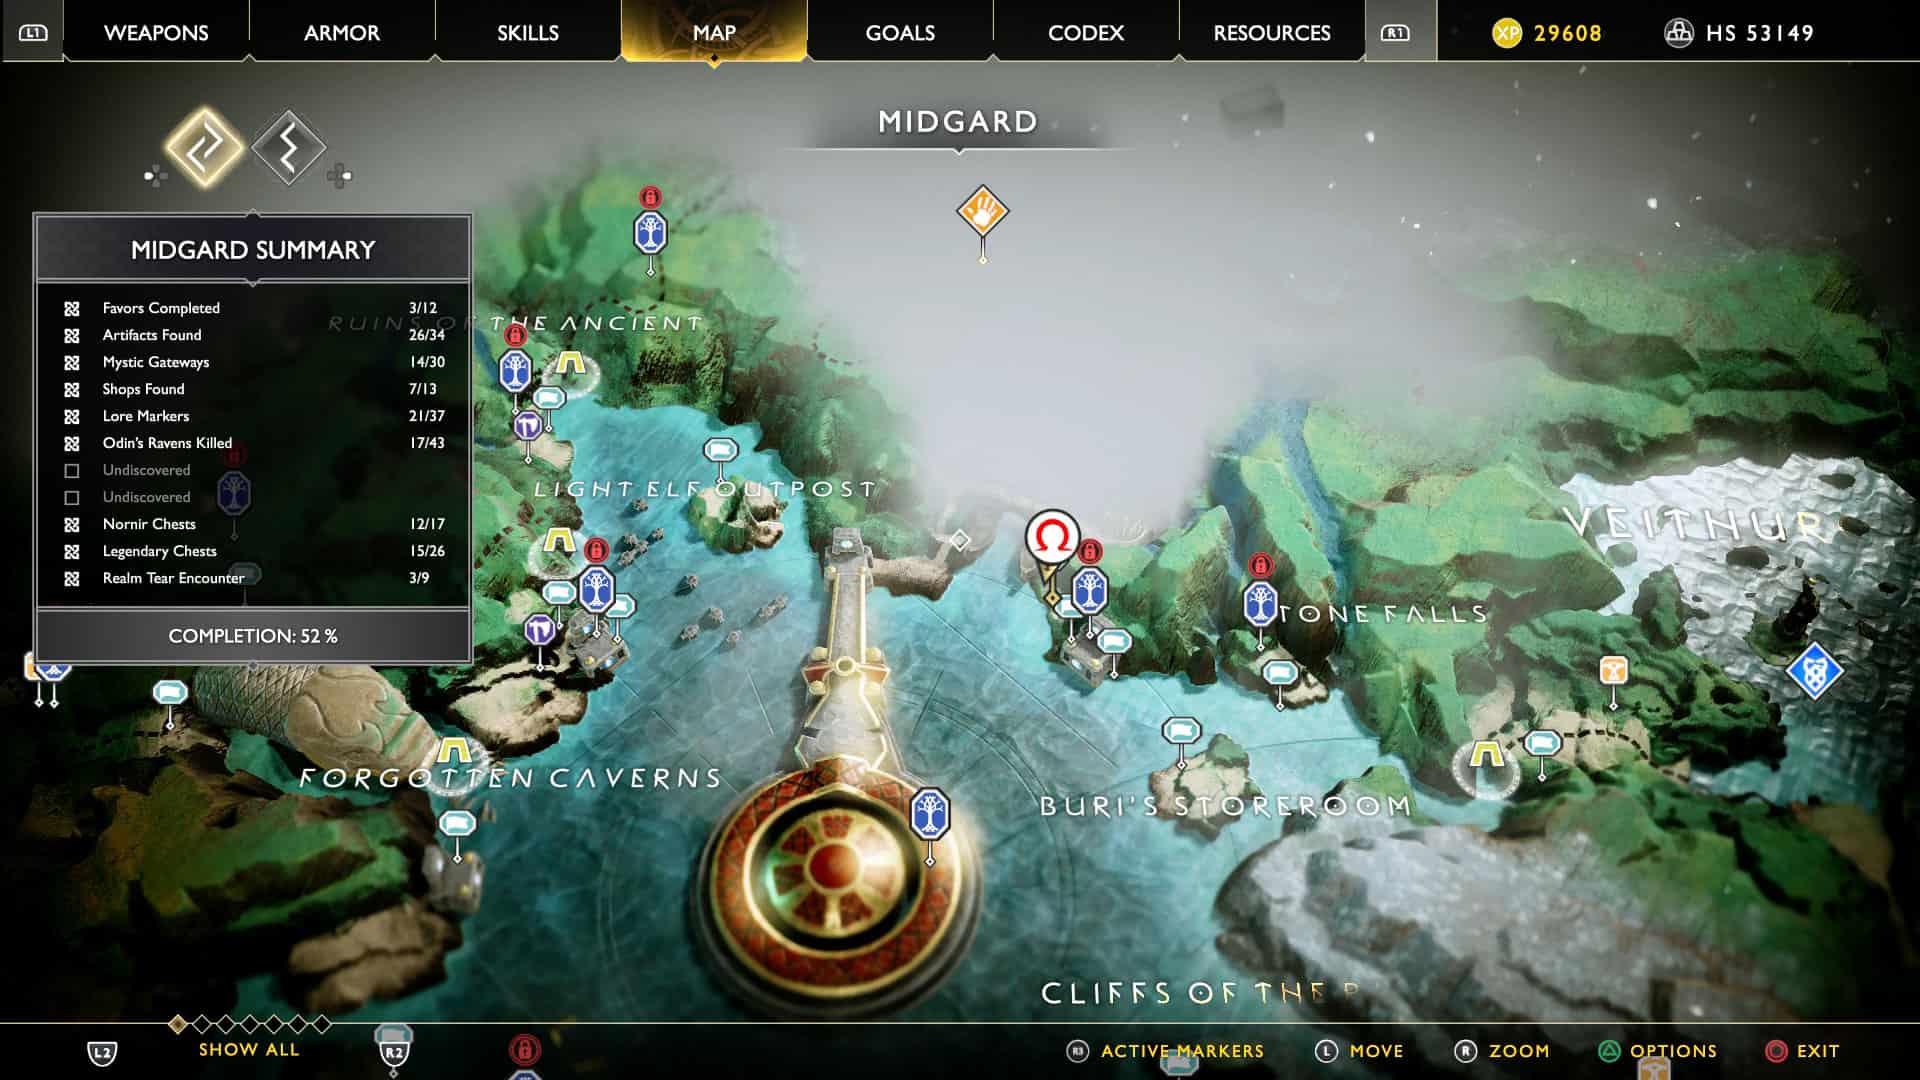 L1
WEAPONS
ARMOR
SKILLS
MAP
GOALS
CODEX
RESOURCES
R1
XP 29608
HS 53149
MIDGARD
MIDGARD SUMMARY
Favors Completed 3/12
Artifacts Found 26/34
Mystic Gateways 14/30
Shops Found 7/13
Lore Markers 21/37
Odin's Ravens Killed 17/43
Undiscovered
Undiscovered
Nornir Chests 12/17
Legendary Chests 15/26
Realm Tear Encounter 3/9
COMPLETION: 52 %
RUINS OF THE ANCIENT
LIGHT ELF OUTPOST
VEITHUR
TONE FALLS
FORGOTTEN CAVERNS
BURI'S STOREROOM
CLIFFS OF THE
L2
SHOW ALL
R2
R3 ACTIVE MARKERS
L MOVE
R ZOOM
OPTIONS
EXIT